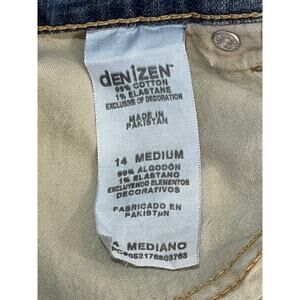 denizen™
99% COTTON
1% ELASTANE
EXCLUSIVE OF DECORATION
MADE IN
PAKISTAN
14 MEDIUM
99% ALGODÓN
1% ELASTANO
EXCLUYENDO ELEMENTOS
DECORATIVOS
FABRICADO EN
PAKISTÁN
MEDIANO